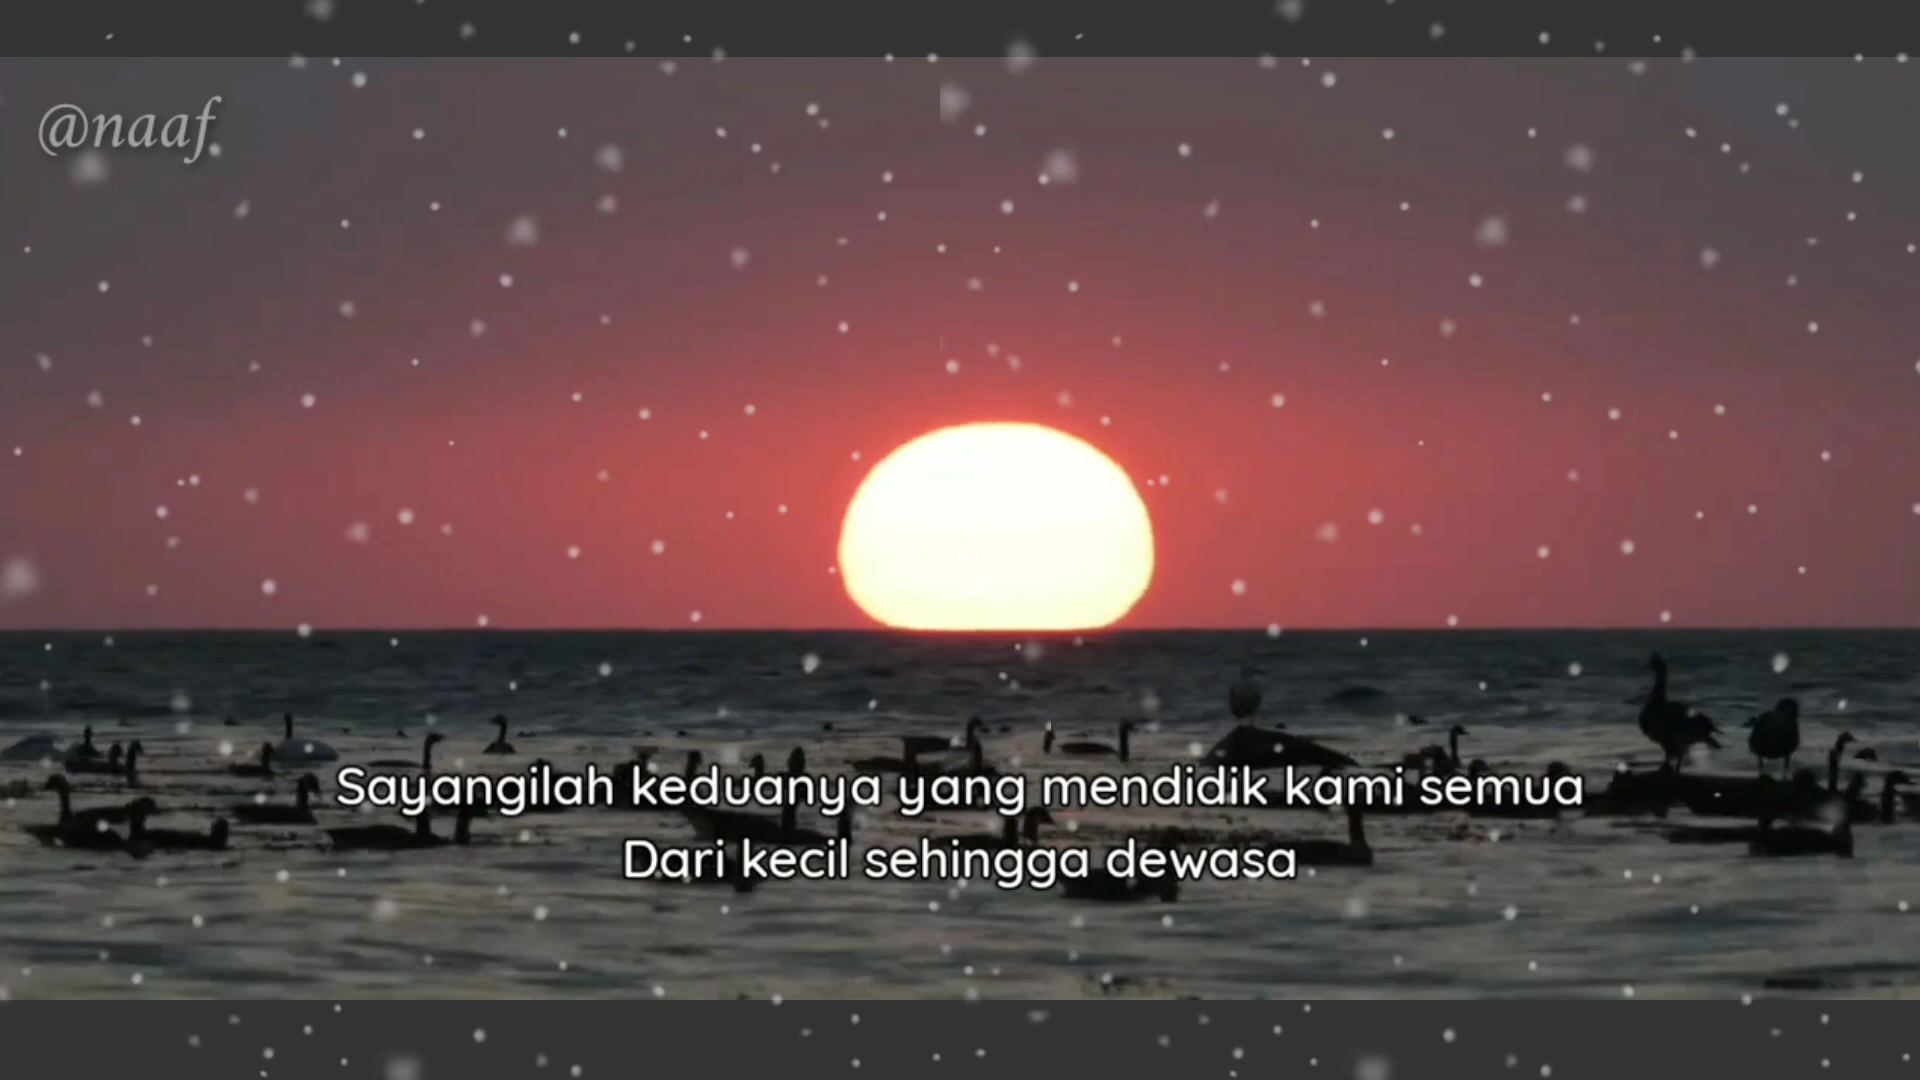 @naaf
Sayangilah keduanya yang mendidik kami semua
Dari kecil sehingga dewasa